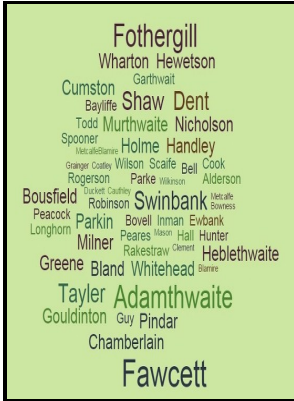 Fothergill
Wharton Hewetson
Garthwait
Cumston
Bayliffe Shaw Dent
Todd Murthwaite Nicholson
Spooner
MetcalfeBlamire Holme Handley
Grainger Coatley Wilson Scaife Bell Cook
Rogerson Parke Wilkinson Alderson
Bousfield Duckett Cauthley Swinbank Metcalfe
Robinson Bowness
Peacock
Longhorn Parkin Bovell Inman Ewbank
Milner Peares Mason Hall Hunter
Rakestraw Clement Heblethwaite
Greene Bland Whitehead Blamire
Tayler Adamthwaite
Gouldinton Guy Pindar
Chamberlain
Fawcett